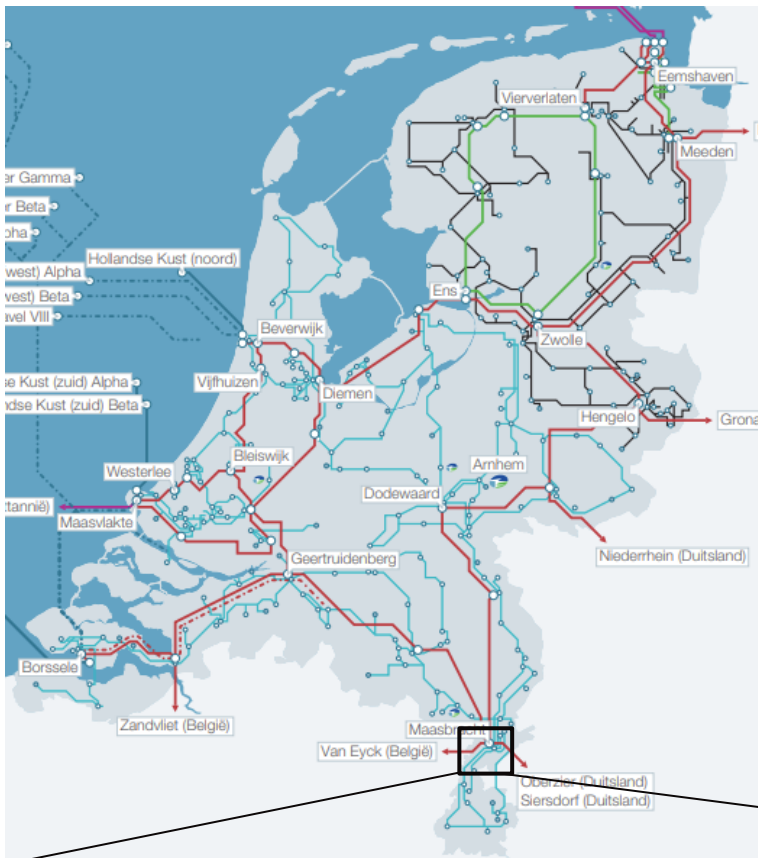 Eemshaven
Vierverlaten
Meeden
er Gamma
er Beta
lpha
Hollandse Kust (noord)
west) Alpha
Ens
west) Beta
avel VIII
Beverwijk
Zwolle
Vijfhuizen
Diemen
se Kust (zuid) Alpha
ndse Kust (zuid) Beta
Hengelo
Grona
Bleiswijk
Westerlee
Arnhem
Dodewaard
ttannië)
Maasvlakte
Geertruidenberg
Niederrhein (Duitsland)
Borssele
Zandvliet (België)
Maasbracht
Van Eyck (België)
Oberzier (Duitsland)
Siersdorf (Duitsland)